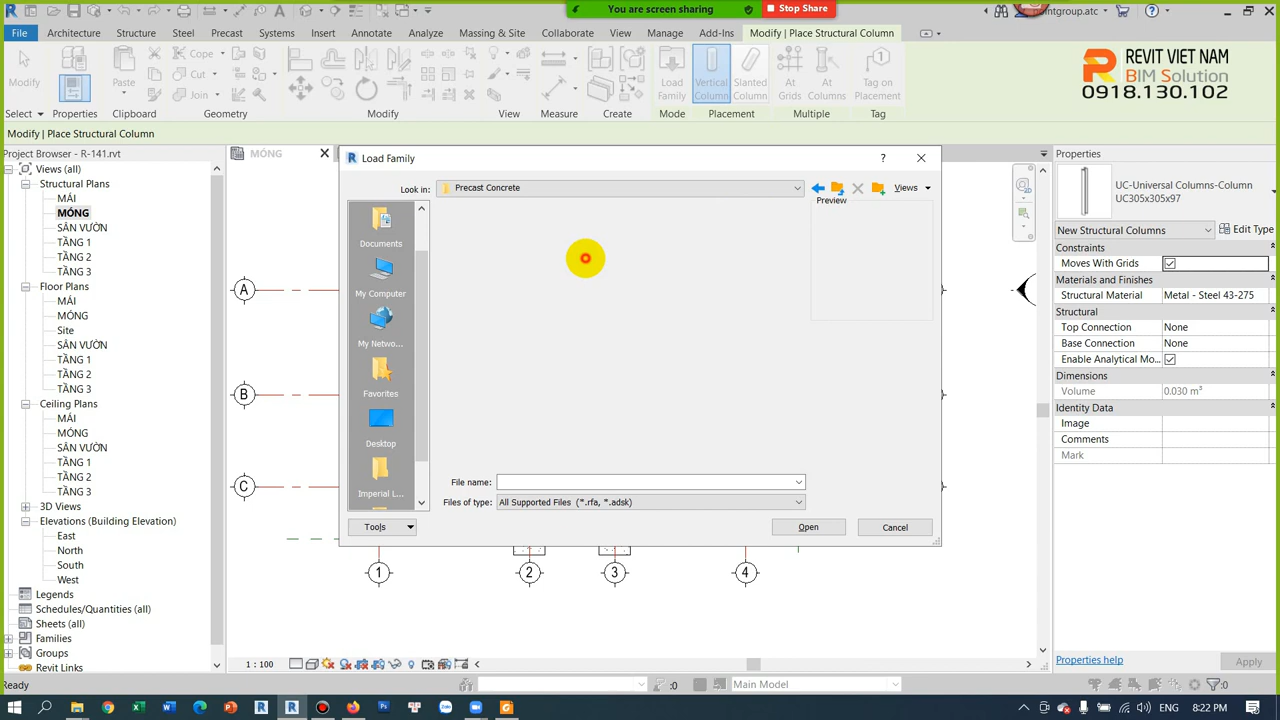 You are screen sharing
Stop Share
ointgroup.atc
File
Architecture
Structure
Steel
Precast
Systems
Insert
Annotate
Analyze
Massing & Site
Collaborate
View
Manage
Add-Ins
Modify | Place Structural Column
Modify
Paste
Cope
Cut
Join
Load
Family
Vertical
Column
Slanted
Column
At
Grids
At
Columns
Tag on
Placement
Select
Properties
Clipboard
Geometry
Modify
View
Measure
Create
Mode
Placement
Multiple
Tag
REVIT VIET NAM
BIM Solution
0918.130.102
Modify | Place Structural Column
Project Browser - R-141.rvt
Views (all)
Structural Plans
MÁI
MÓNG
SÂN VƯỜN
TẦNG 1
TẦNG 2
TẦNG 3
Floor Plans
MÁI
MÓNG
Site
SÂN VƯỜN
TẦNG 1
TẦNG 2
TẦNG 3
Ceiling Plans
MÁI
MÓNG
SÂN VƯỜN
TẦNG 1
TẦNG 2
TẦNG 3
3D Views
Elevations (Building Elevation)
East
North
South
West
Legends
Schedules/Quantities (all)
Sheets (all)
Families
Groups
Revit Links
MÓNG
A
B
C
1
2
3
4
Load Family
?
Look in:
Precast Concrete
Views
Preview
Documents
My Computer
My Netwo...
Favorites
Desktop
Imperial L...
File name:
Files of type:
All Supported Files (*.rfa, *.adsk)
Tools
Open
Cancel
Properties
UC-Universal Columns-Column
UC305x305x97
New Structural Columns
Edit Type
Constraints
Moves With Grids
Materials and Finishes
Structural Material
Metal - Steel 43-275
Structural
Top Connection
None
Base Connection
None
Enable Analytical Mo...
Dimensions
Volume
0.030 m³
Identity Data
Image
Comments
Mark
Properties help
Apply
1 : 100
Ready
:0
Main Model
:0
ENG
8:22 PM